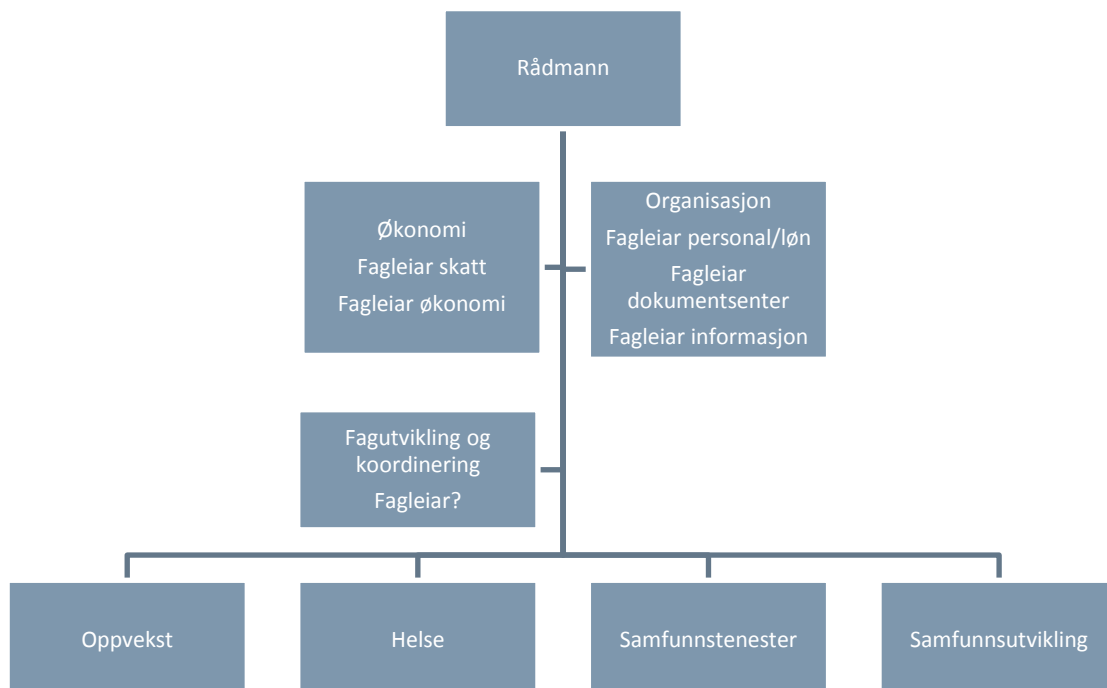 Rådmann
Økonomi
Fagleiar skatt
Fagleiar økonomi
Organisasjon
Fagleiar personal/løn
Fagleiar
dokumentsenter
Fagleiar informasjon
Fagutvikling og
koordinering
Fagleiar?
Oppvekst
Helse
Samfunnstenester
Samfunnsutvikling